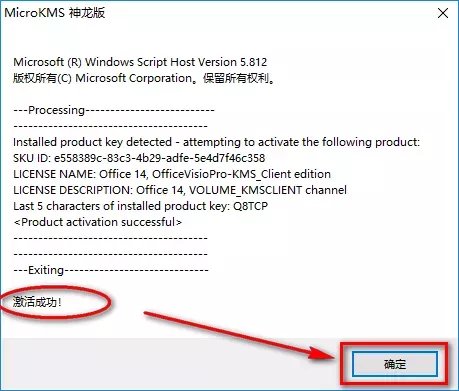 MicroKMS 神龙版
Microsoft (R) Windows Script Host Version 5.812
版权所有(C) Microsoft Corporation。保留所有权利。
---Processing--------------------------
---------------------------------------
Installed product key detected - attempting to activate the following product:
SKU ID: e558389c-83c3-4b29-adfe-5e4d7f46c358
LICENSE NAME: Office 14, OfficeVisioPro-KMS_Client edition
LICENSE DESCRIPTION: Office 14, VOLUME_KMSCLIENT channel
Last 5 characters of installed product key: Q8TCP
<Product activation successful>
---------------------------------------
---------------------------------------
---Exiting-----------------------------
激活成功!
确定